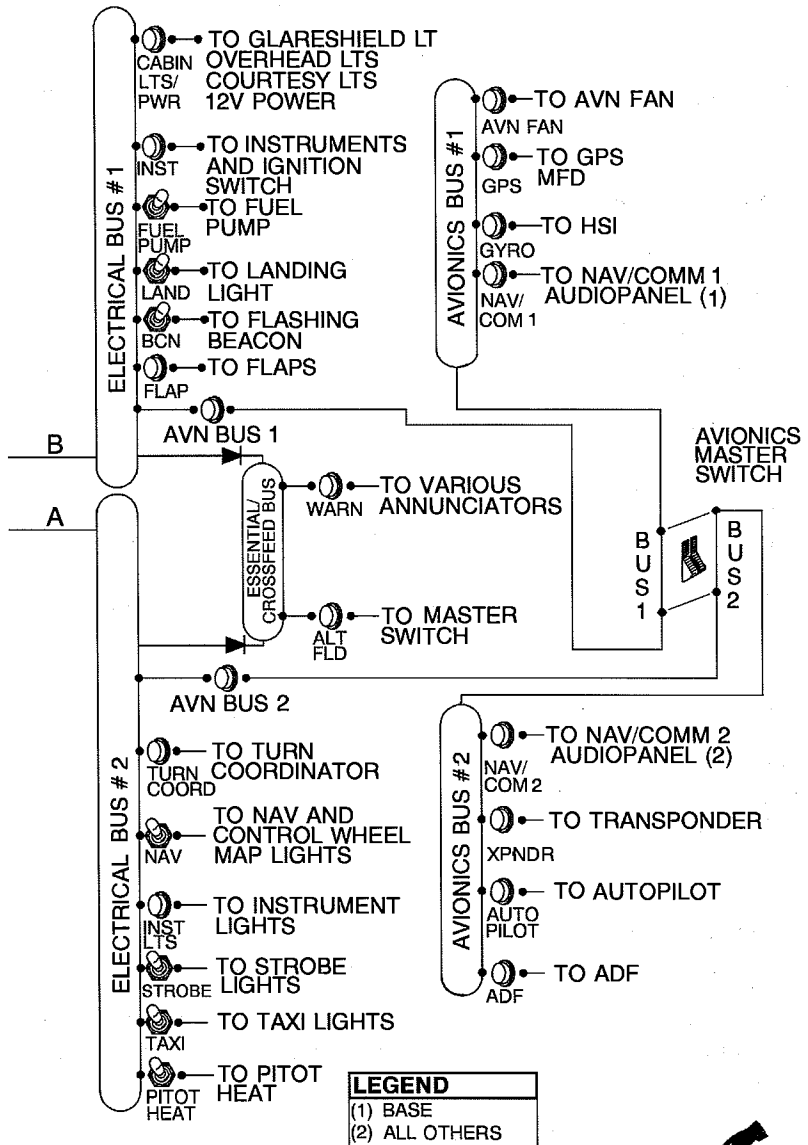 ELECTRICAL BUS #1
CABIN
LTS/
PWR
TO GLARESHIELD LT
OVERHEAD LTS
COURTESY LTS
12V POWER
INST
TO INSTRUMENTS
AND IGNITION
SWITCH
FUEL
PUMP
TO FUEL
PUMP
LAND
TO LANDING
LIGHT
BCN
TO FLASHING
BEACON
FLAP
TO FLAPS
AVN BUS 1
B
AVIONICS BUS #1
TO AVN FAN
AVN FAN
TO GPS
MFD
GPS
TO HSI
GYRO
TO NAV/COMM 1
AUDIOPANEL (1)
NAV/
COM 1
AVIONICS
MASTER
SWITCH
BUS 1
BUS 2
ESSENTIAL/
CROSSFEED BUS
WARN
TO VARIOUS
ANNUNCIATORS
ALT
FLD
TO MASTER
SWITCH
A
ELECTRICAL BUS #2
AVN BUS 2
TURN
COORD
TO TURN
COORDINATOR
NAV
TO NAV AND
CONTROL WHEEL
MAP LIGHTS
INST
LTS
TO INSTRUMENT
LIGHTS
STROBE
TO STROBE
LIGHTS
TAXI
TO TAXI LIGHTS
PITOT
HEAT
TO PITOT
HEAT
AVIONICS BUS #2
NAV/
COM 2
TO NAV/COMM 2
AUDIOPANEL (2)
XPNDR
TO TRANSPONDER
AUTO
PILOT
TO AUTOPILOT
ADF
TO ADF
LEGEND
(1) BASE
(2) ALL OTHERS